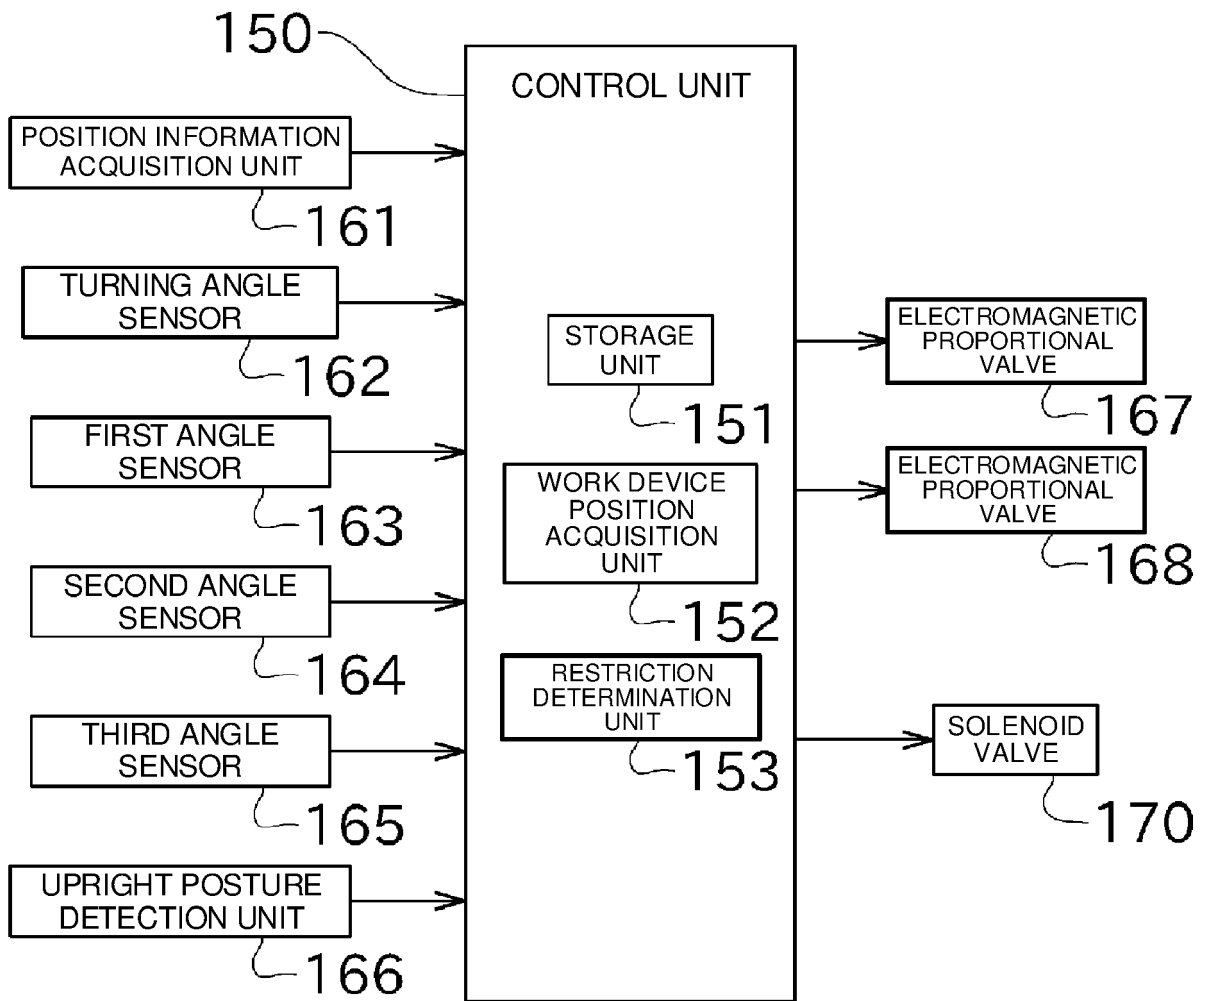 150
CONTROL UNIT
POSITION INFORMATION
ACQUISITION UNIT
161
TURNING ANGLE
SENSOR
162
FIRST ANGLE
SENSOR
163
SECOND ANGLE
SENSOR
164
THIRD ANGLE
SENSOR
165
UPRIGHT POSTURE
DETECTION UNIT
166
STORAGE
UNIT
151
WORK DEVICE
POSITION
ACQUISITION
UNIT
152
RESTRICTION
DETERMINATION
UNIT
153
ELECTROMAGNETIC
PROPORTIONAL
VALVE
167
ELECTROMAGNETIC
PROPORTIONAL
VALVE
168
SOLENOID
VALVE
170